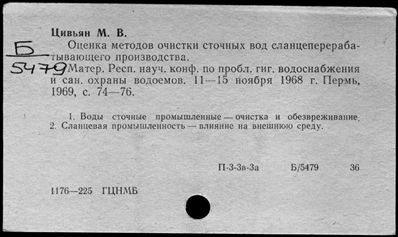 Цивьян М. В.
Б
Оценка методов очистки сточных вод сланцеперераба-
тывающего производства.
5479
Матер. Респ. науч. конф. по пробл. гиг. водоснабжения
и сан. охраны водоемов. 11—15 ноября 1968 г. Пермь,
1969, с. 74—76.
1. Воды сточные промышленные — очистка и обезвреживание.
2. Сланцевая промышленность — влияние на внешнюю среду.
П-3-3в-3а Б/5479 36
1176—225 ГЦНМБ